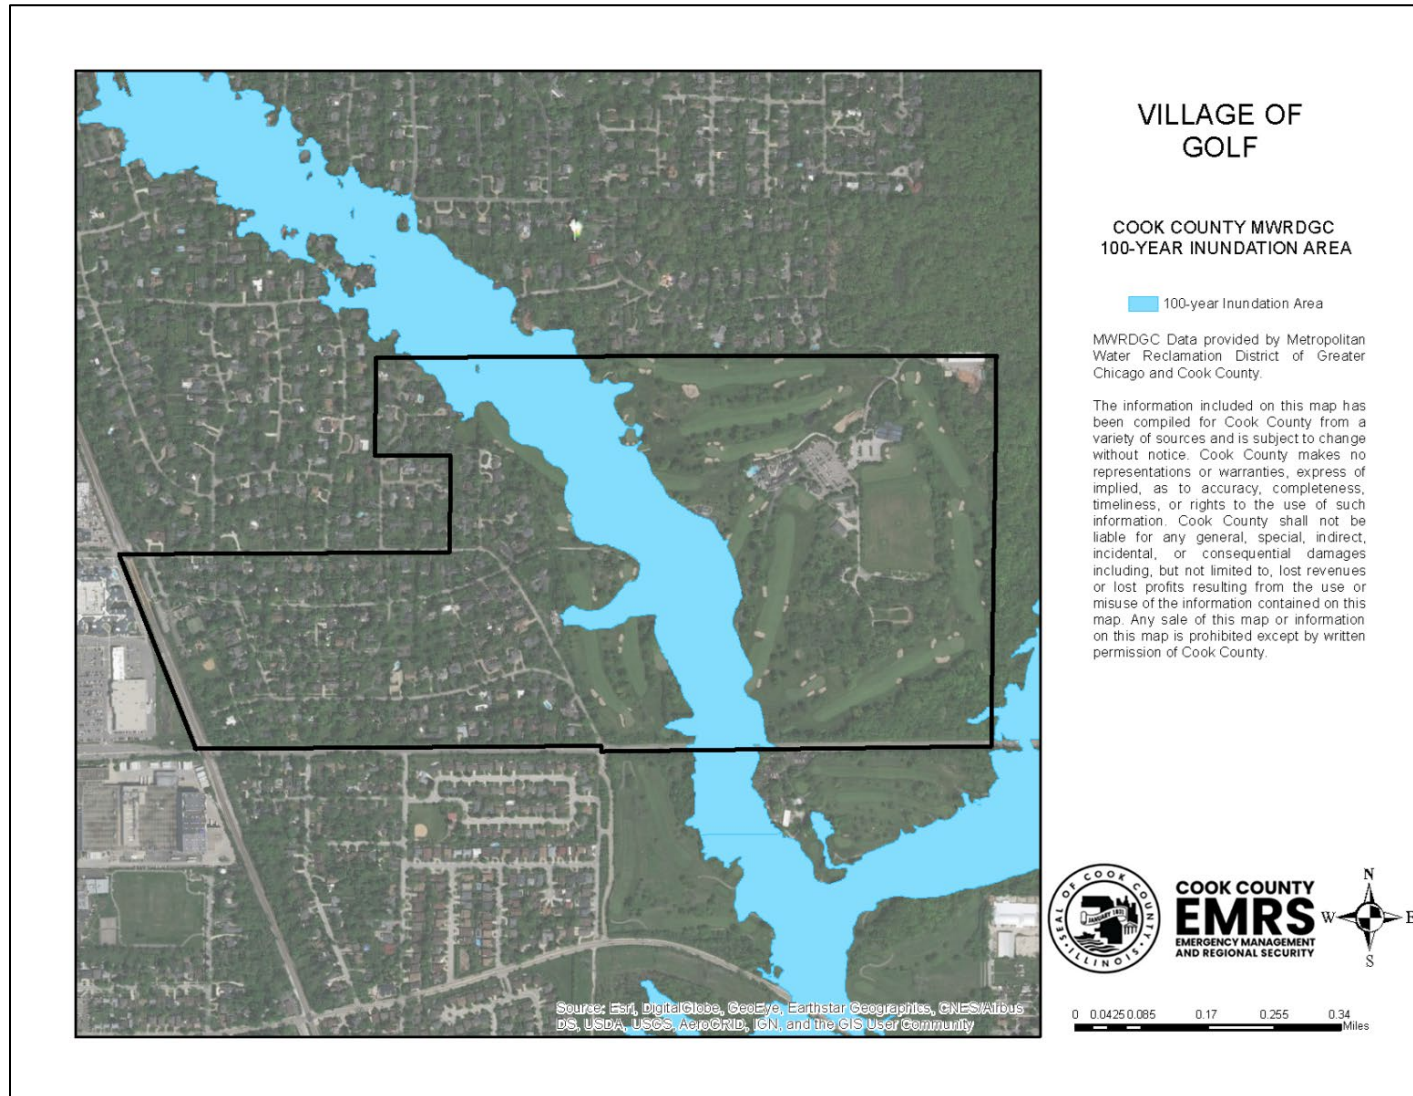 VILLAGE OF
GOLF
COOK COUNTY MWRDGC
100-YEAR INUNDATION AREA
100-year Inundation Area
MWRDGC Data provided by Metropolitan
Water Reclamation District of Greater
Chicago and Cook County.
The information included on this map has
been compiled for Cook County from a
variety of sources and is subject to change
without notice. Cook County makes no
representations or warranties, express of
implied, as to accuracy, completeness,
timeliness, or rights to the use of such
information. Cook County shall not be
liable for any general, special, indirect,
incidental, or consequential damages
including, but not limited to, lost revenues
or lost profits resulting from the use or
misuse of the information contained on this
map. Any sale of this map or information
on this map is prohibited except by written
permission of Cook County.
SEAL OF COOK COUNTY
JANUARY 1831
ILLINOIS
COOK COUNTY
EMRS
EMERGENCY MANAGEMENT
AND REGIONAL SECURITY
N
W E
S
Source: Esri, DigitalGlobe, GeoEye, Earthstar Geographics, CNES/Airbus
DS, USDA, USGS, AeroGRID, IGN, and the GIS User Community
0 0.0425 0.085 0.17 0.255 0.34
Miles